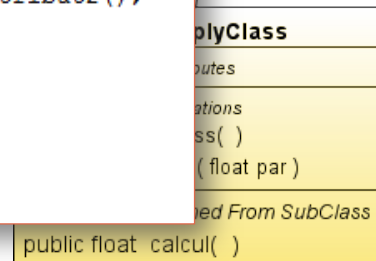 plyClass
utes
ations
ss( )
( float par )
ed From SubClass
public float calcul( )